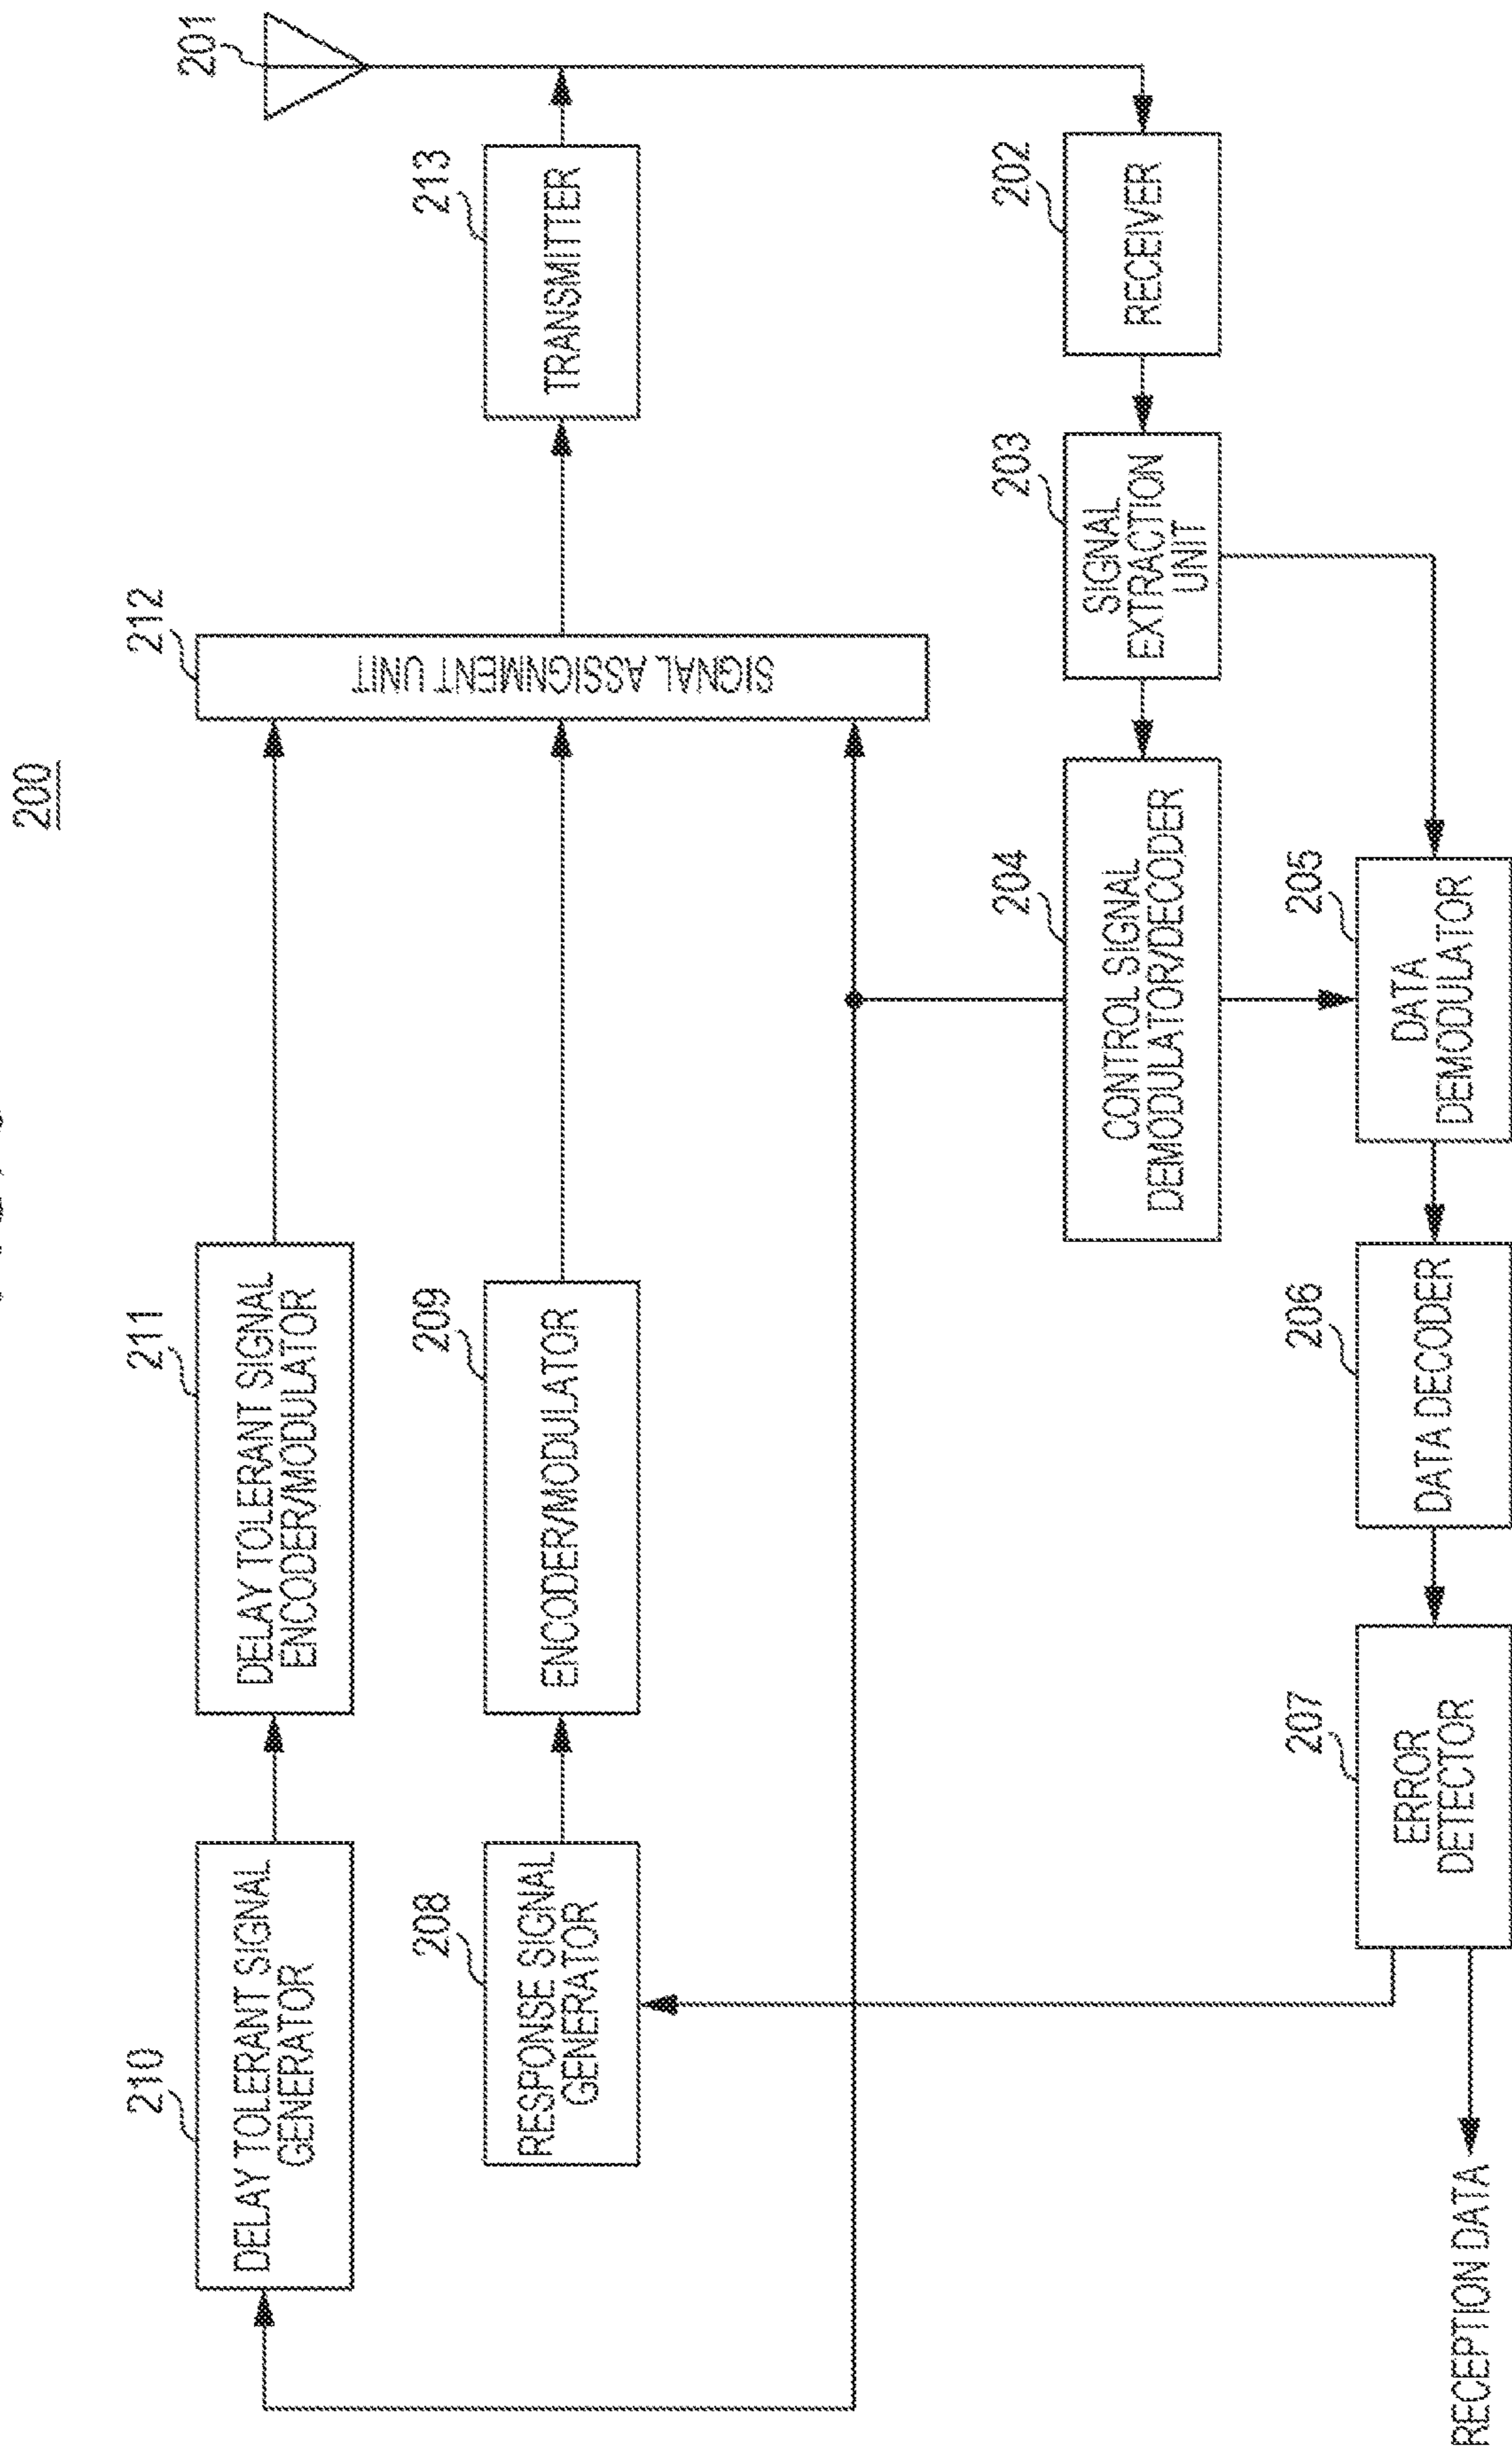 200
210
DELAY TOLERANT SIGNAL
GENERATOR
211
DELAY TOLERANT SIGNAL
ENCODER/MODULATOR
212
SIGNAL ASSIGNMENT UNIT
201
208
RESPONSE SIGNAL
GENERATOR
209
ENCODER/MODULATOR
213
TRANSMITTER
204
CONTROL SIGNAL
DEMODULATOR/DECODER
203
SIGNAL
EXTRACTION
UNIT
202
RECEIVER
207
ERROR
DETECTOR
206
DATA DECODER
205
DATA
DEMODULATOR
RECEPTION DATA